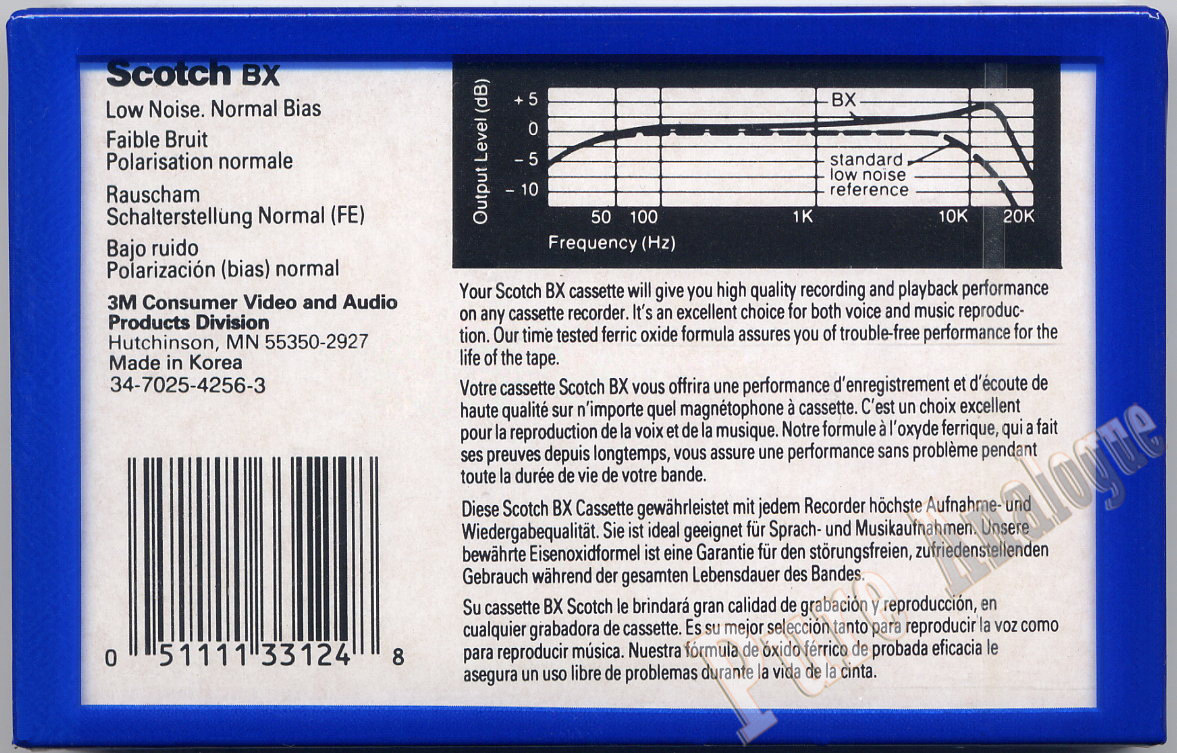 Scotch BX
Low Noise. Normal Bias
Faible Bruit
Polarisation normale
Rauscharm
Schalterstellung Normal (FE)
Bajo ruido
Polarización (bias) normal
3M Consumer Video and Audio
Products Division
Hutchinson, MN 55350-2927
Made in Korea
34-7025-4256-3
0 51111 33124 8
Output Level (dB)
+ 5
0
- 5
- 10
BX
standard
low noise
reference
50 100 1K 10K 20K
Frequency (Hz)
Your Scotch BX cassette will give you high quality recording and playback performance
on any cassette recorder. It's an excellent choice for both voice and music reproduc-
tion. Our time tested ferric oxide formula assures you of trouble-free performance for the
life of the tape.
Votre cassette Scotch BX vous offrira une performance d'enregistrement et d'écoute de
haute qualité sur n'importe quel magnétophone à cassette. C'est un choix excellent
pour la reproduction de la voix et de la musique. Notre formule à l'oxyde ferrique, qui a fait
ses preuves depuis longtemps, vous assure une performance sans problème pendant
toute la durée de vie de votre bande.
Diese Scotch BX Cassette gewährleistet mit jedem Recorder höchste Aufnahme- und
Wiedergabequalität. Sie ist ideal geeignet für Sprach- und Musikaufnahmen. Unsere
bewährte Eisenoxidformel ist eine Garantie für den störungsfreien, zufriedenstellenden
Gebrauch während der gesamten Lebensdauer des Bandes.
Su cassette BX Scotch le brindará gran calidad de grabación y reproducción, en
cualquier grabadora de cassette. Es su mejor selección tanto para reproducir la voz como
para reproducir música. Nuestra fórmula de óxido férrico de probada eficacia le
asegura un uso libre de problemas durante la vida de la cinta.
Pure Analogue